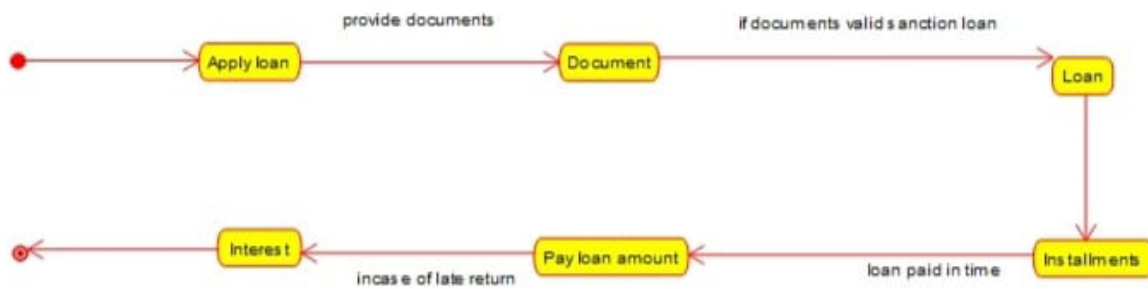 provide documents
if documents valid sanction loan
Apply loan
Document
Loan
Interest
Pay loan amount
Installments
incase of late return
loan paid in time